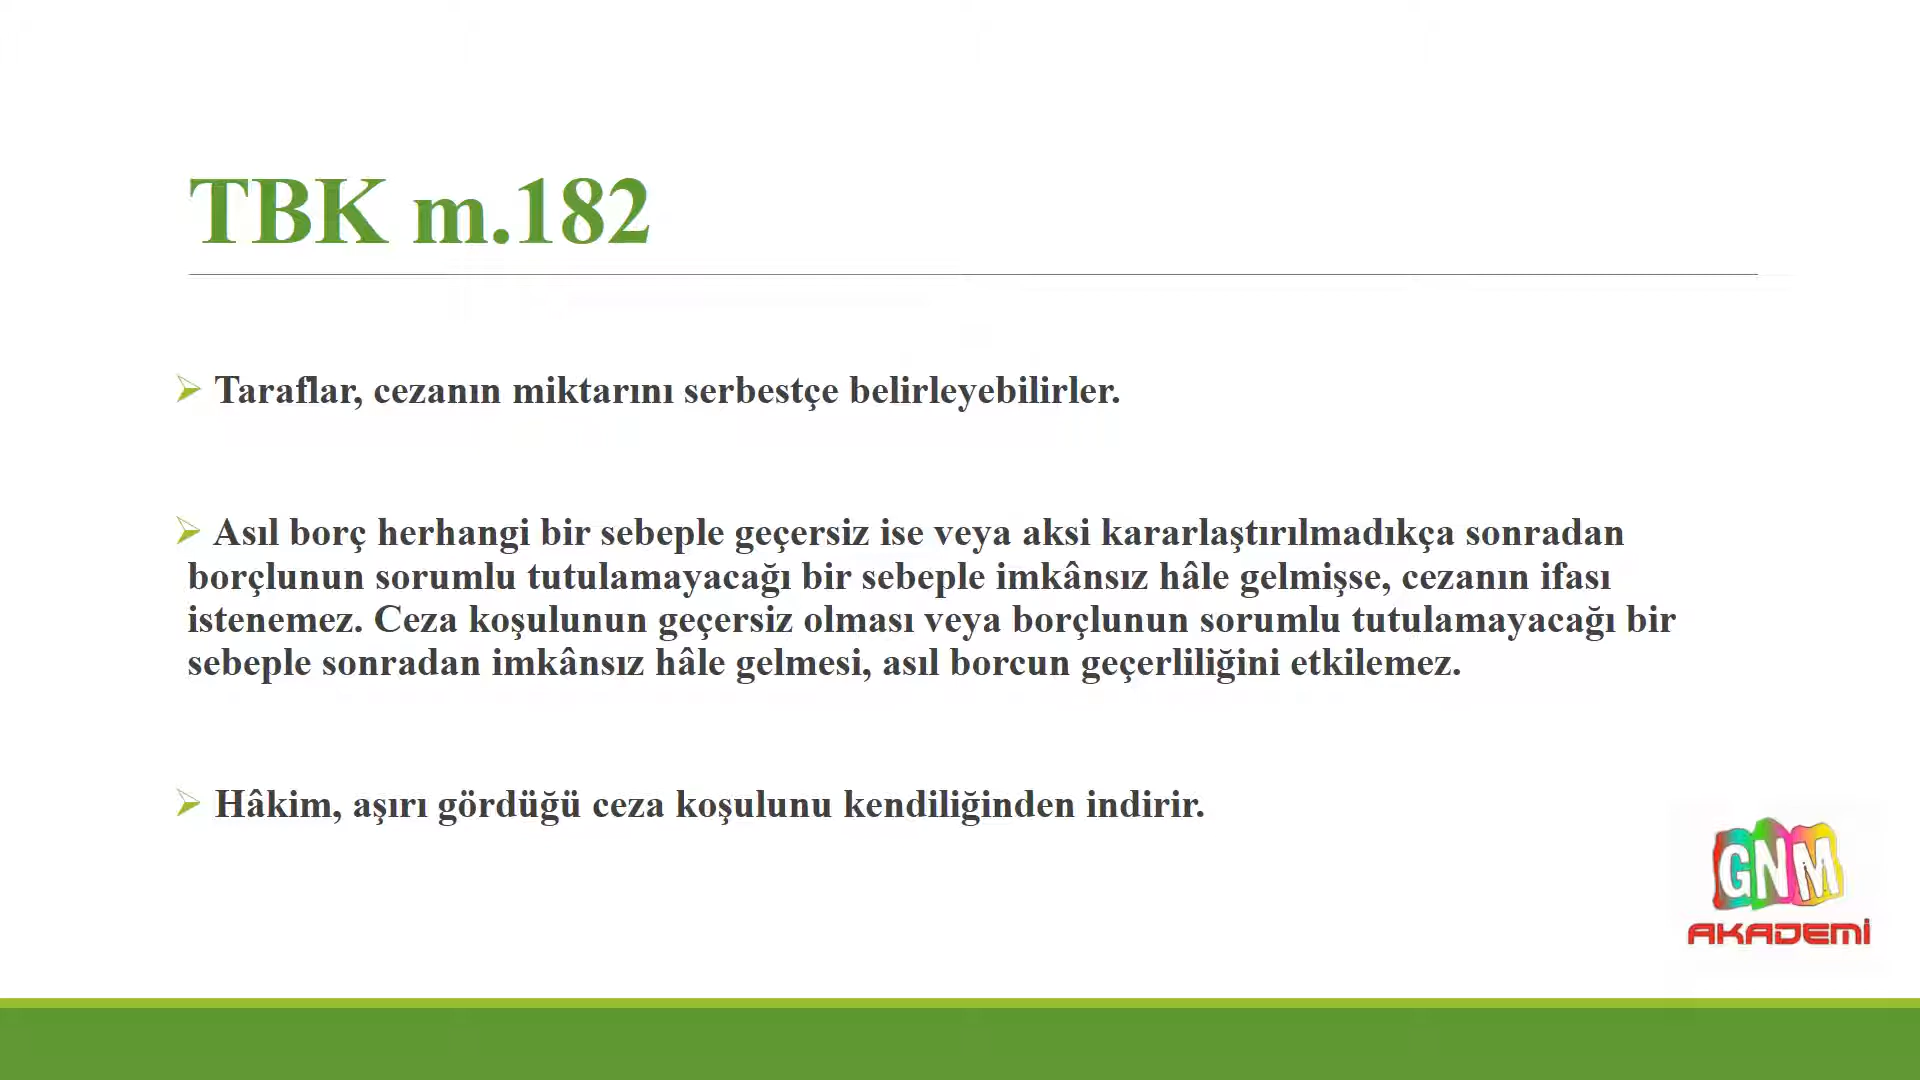 TBK m.182
Taraflar, cezanın miktarını serbestçe belirleyebilirler.
Asıl borç herhangi bir sebeple geçersiz ise veya aksi kararlaştırılmadıkça sonradan
borçlunun sorumlu tutulamayacağı bir sebeple imkânsız hâle gelmişse, cezanın ifası
istenemez. Ceza koşulunun geçersiz olması veya borçlunun sorumlu tutulamayacağı bir
sebeple sonradan imkânsız hâle gelmesi, asıl borcun geçerliliğini etkilemez.
Hâkim, aşırı gördüğü ceza koşulunu kendiliğinden indirir.
GNM
AKADEMİ